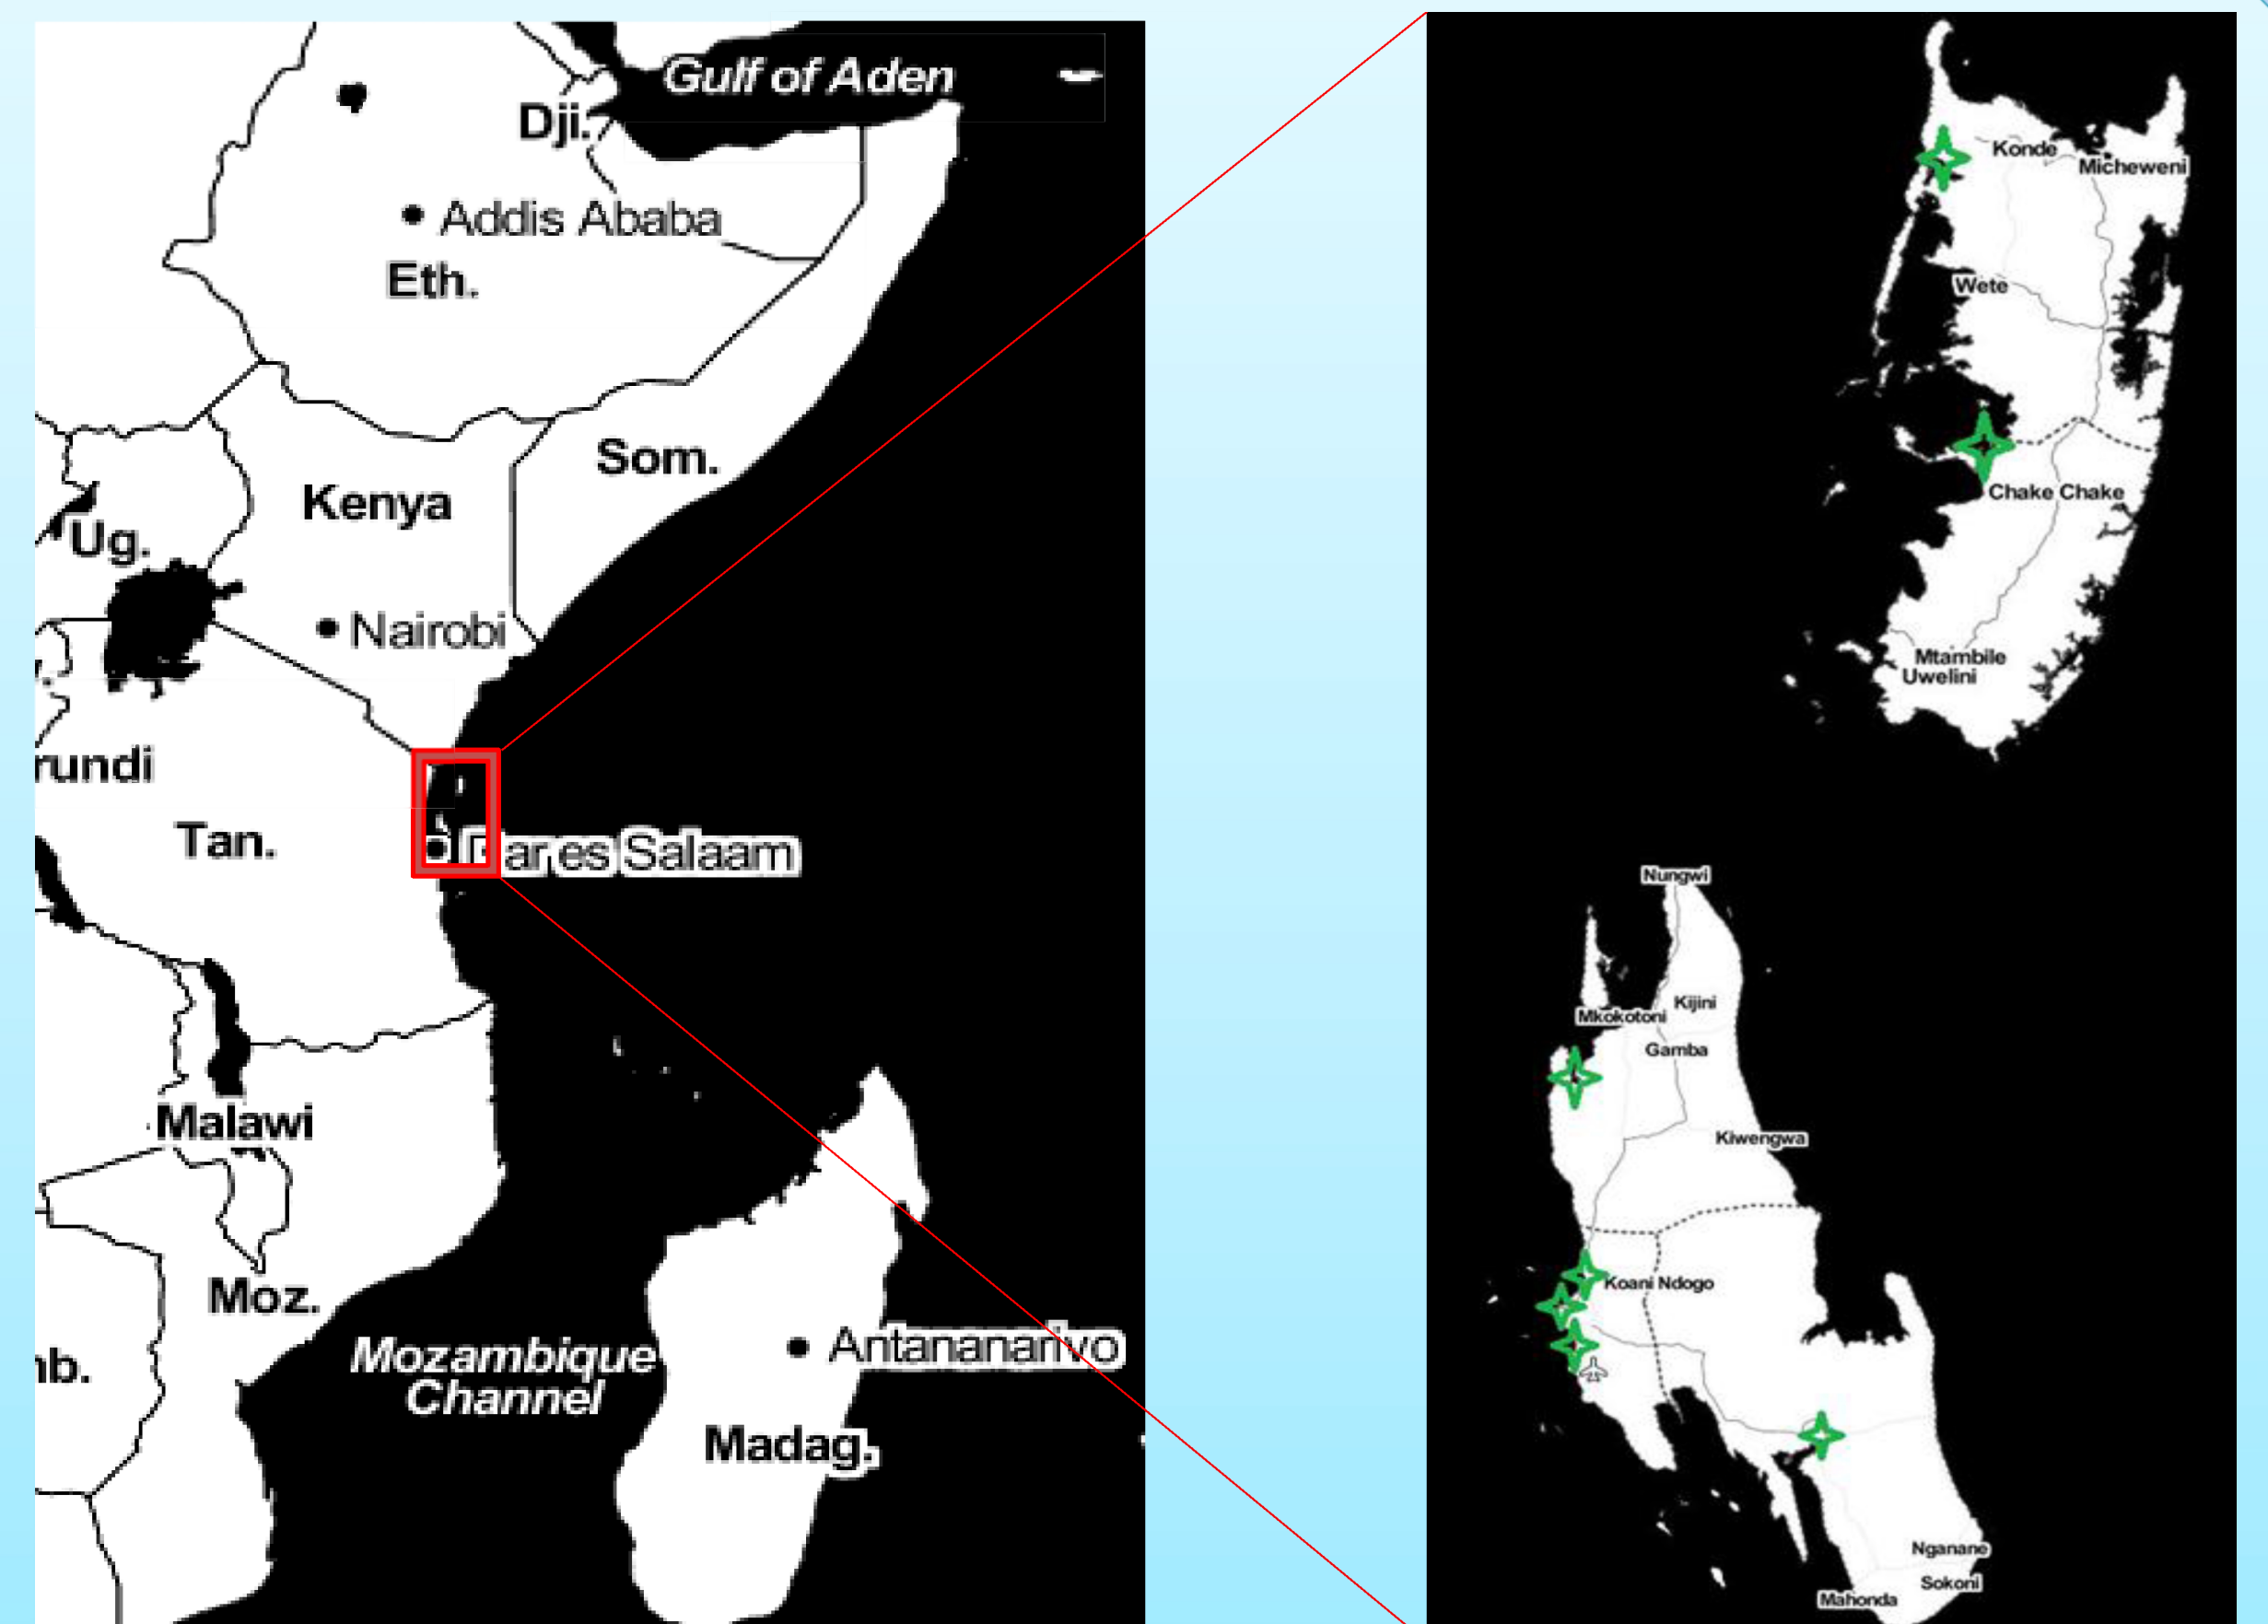 Gulf of Aden
Dji.
Addis Ababa
Eth.
Som.
Kenya
Ug.
Nairobi
rundi
Tan.
Dar es Salaam
Malawi
Moz.
Mozambique
Channel
Antananarivo
Madag.
Konde
Micheweni
Wete
Chake Chake
Mtambile
Uwelini
Nungwi
Kijini
Mkokotoni
Gamba
Kiwengwa
Koani Ndogo
Nganane
Sokoni
Mahonda